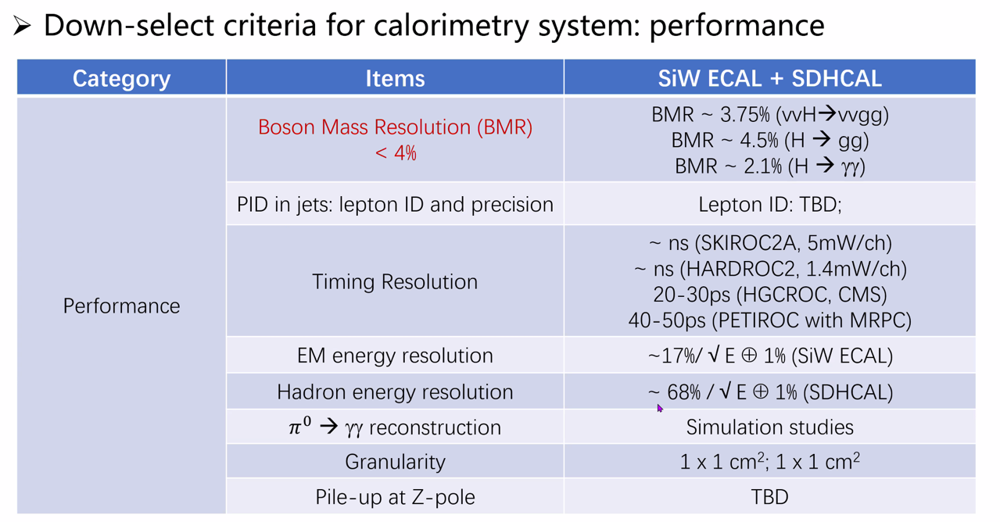 ➢ Down-select criteria for calorimetry system: performance
Category
Items
SiW ECAL + SDHCAL
Performance
Boson Mass Resolution (BMR)
< 4%
BMR ~ 3.75% (vvH→vvgg)
BMR ~ 4.5% (H → gg)
BMR ~ 2.1% (H → γγ)
PID in jets: lepton ID and precision
Lepton ID: TBD;
Timing Resolution
~ ns (SKIROC2A, 5mW/ch)
~ ns (HARDROC2, 1.4mW/ch)
20-30ps (HGCROC, CMS)
40-50ps (PETIROC with MRPC)
EM energy resolution
~17%/ √ E ⊕ 1% (SiW ECAL)
Hadron energy resolution
~ 68% / √ E ⊕ 1% (SDHCAL)
π⁰ → γγ reconstruction
Simulation studies
Granularity
1 x 1 cm²; 1 x 1 cm²
Pile-up at Z-pole
TBD